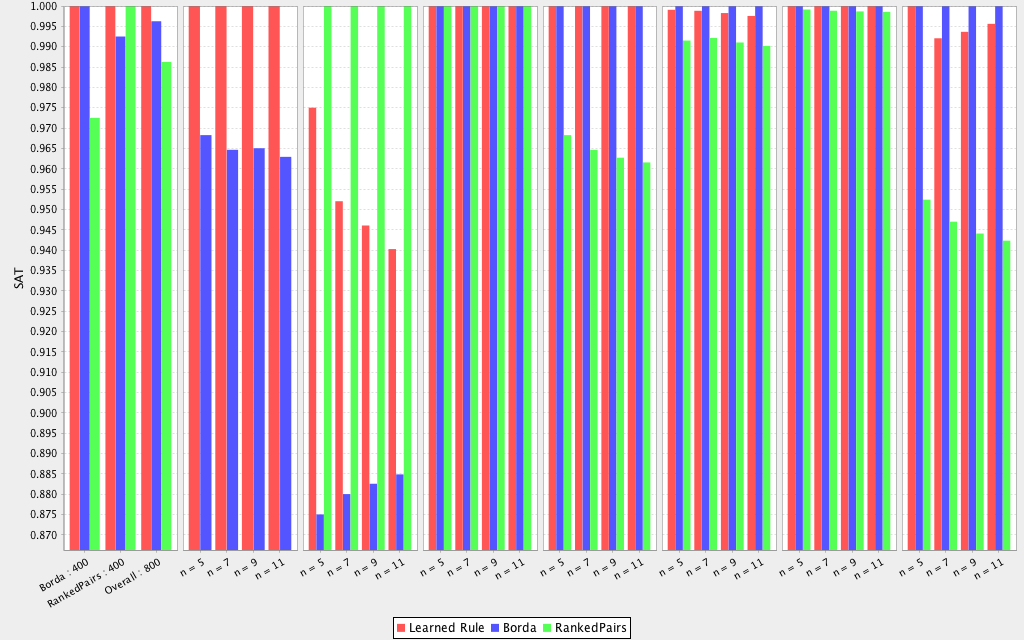 1.000
0.995
0.990
0.985
0.980
0.975
0.970
0.965
0.960
0.955
0.950
0.945
0.940
0.935
0.930
0.925
0.920
0.915
0.910
0.905
0.900
0.895
0.890
0.885
0.880
0.875
0.870
SAT
Borda : 400
RankedPairs : 400
Overall : 800
n = 5
n = 7
n = 9
n = 11
n = 5
n = 7
n = 9
n = 11
n = 5
n = 7
n = 9
n = 11
n = 5
n = 7
n = 9
n = 11
n = 5
n = 7
n = 9
n = 11
n = 5
n = 7
n = 9
n = 11
n = 5
n = 7
n = 9
n = 11
Learned Rule Borda RankedPairs